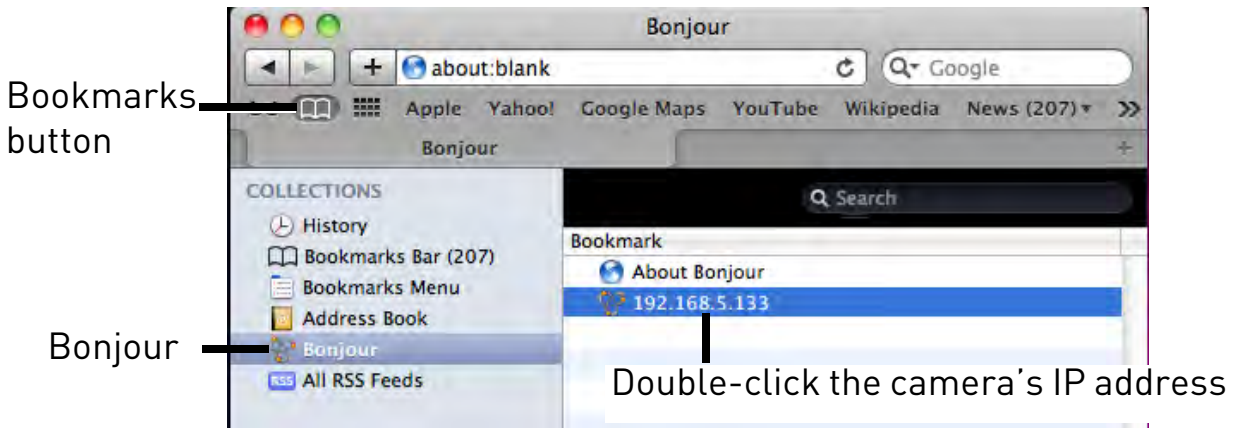 Bonjour
about:blank
Google
Bookmarks
button
Apple Yahoo! Google Maps YouTube Wikipedia News (207)
Bonjour
COLLECTIONS
Search
History
Bookmark
Bookmarks Bar (207)
About Bonjour
Bookmarks Menu
192.168.5.133
Address Book
Bonjour
Bonjour
RSS All RSS Feeds
Double-click the camera's IP address